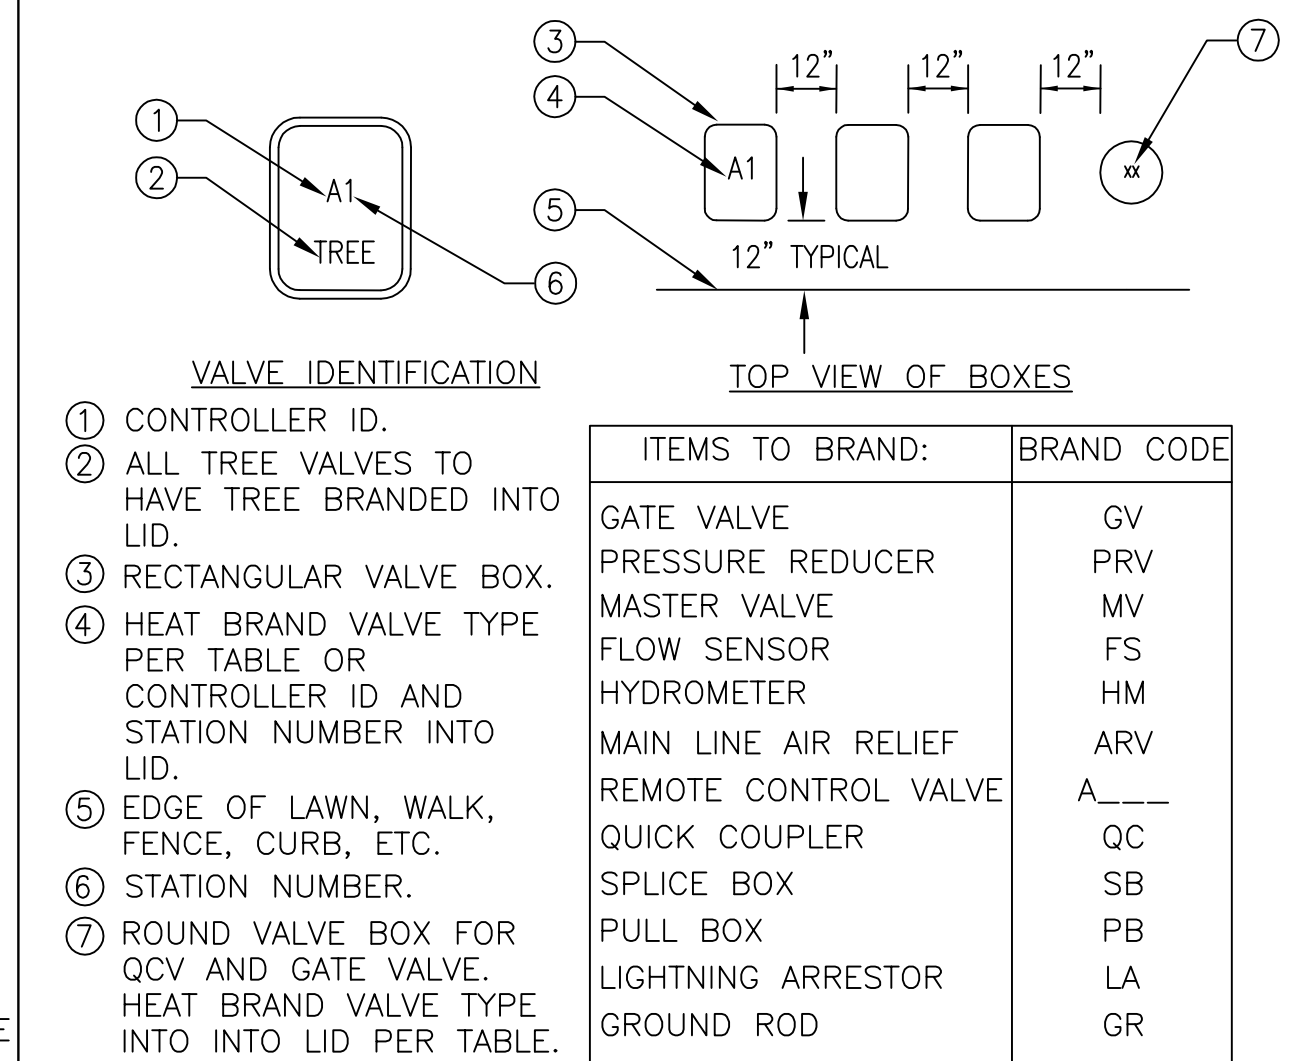 1
2
A1
TREE
6
3
4
5
7
12" 12" 12"
A1
xx
12" TYPICAL
VALVE IDENTIFICATION
TOP VIEW OF BOXES
1 CONTROLLER ID.
2 ALL TREE VALVES TO
HAVE TREE BRANDED INTO
LID.
3 RECTANGULAR VALVE BOX.
4 HEAT BRAND VALVE TYPE
PER TABLE OR
CONTROLLER ID AND
STATION NUMBER INTO
LID.
5 EDGE OF LAWN, WALK,
FENCE, CURB, ETC.
6 STATION NUMBER.
7 ROUND VALVE BOX FOR
QCV AND GATE VALVE.
HEAT BRAND VALVE TYPE
INTO INTO LID PER TABLE.
ITEMS TO BRAND: BRAND CODE
GATE VALVE GV
PRESSURE REDUCER PRV
MASTER VALVE MV
FLOW SENSOR FS
HYDROMETER HM
MAIN LINE AIR RELIEF ARV
REMOTE CONTROL VALVE A___
QUICK COUPLER QC
SPLICE BOX SB
PULL BOX PB
LIGHTNING ARRESTOR LA
GROUND ROD GR
E